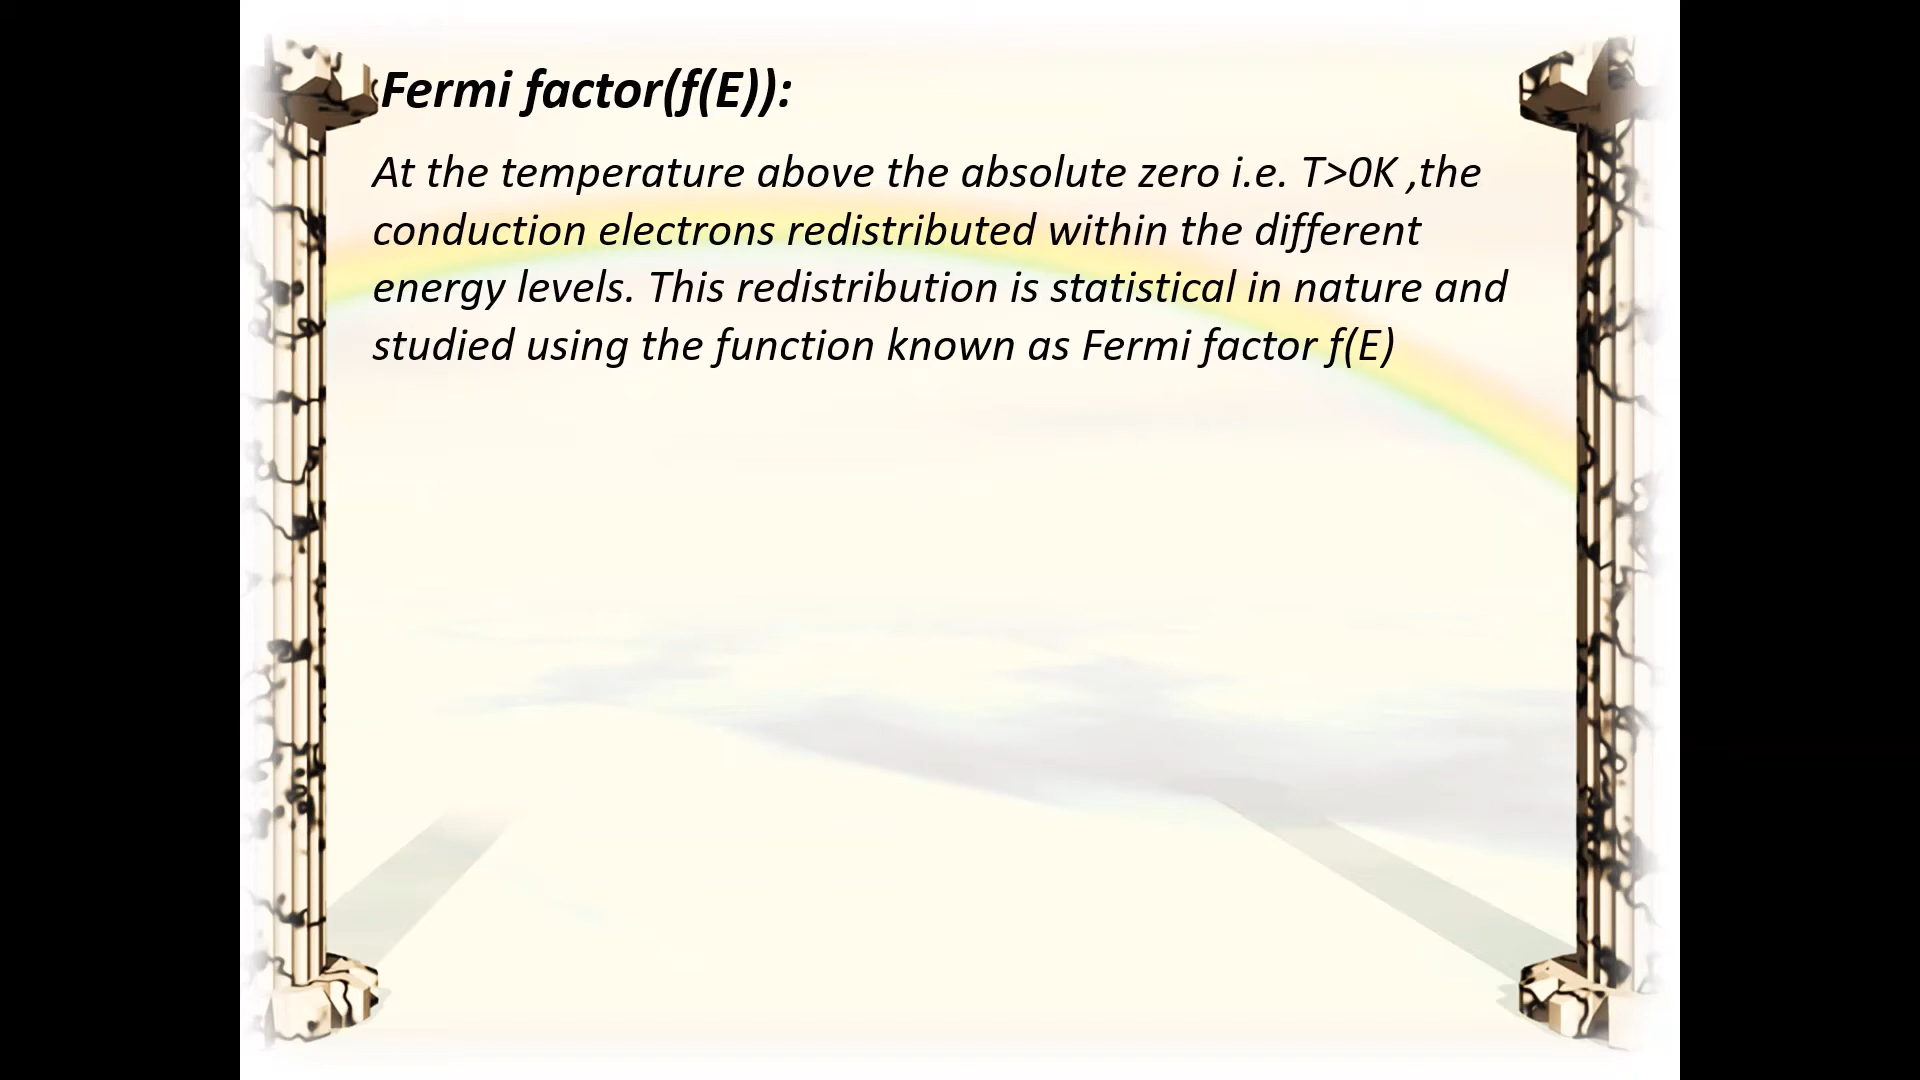 Fermi factor(f(E)):
At the temperature above the absolute zero i.e. T>0K ,the
conduction electrons redistributed within the different
energy levels. This redistribution is statistical in nature and
studied using the function known as Fermi factor f(E)